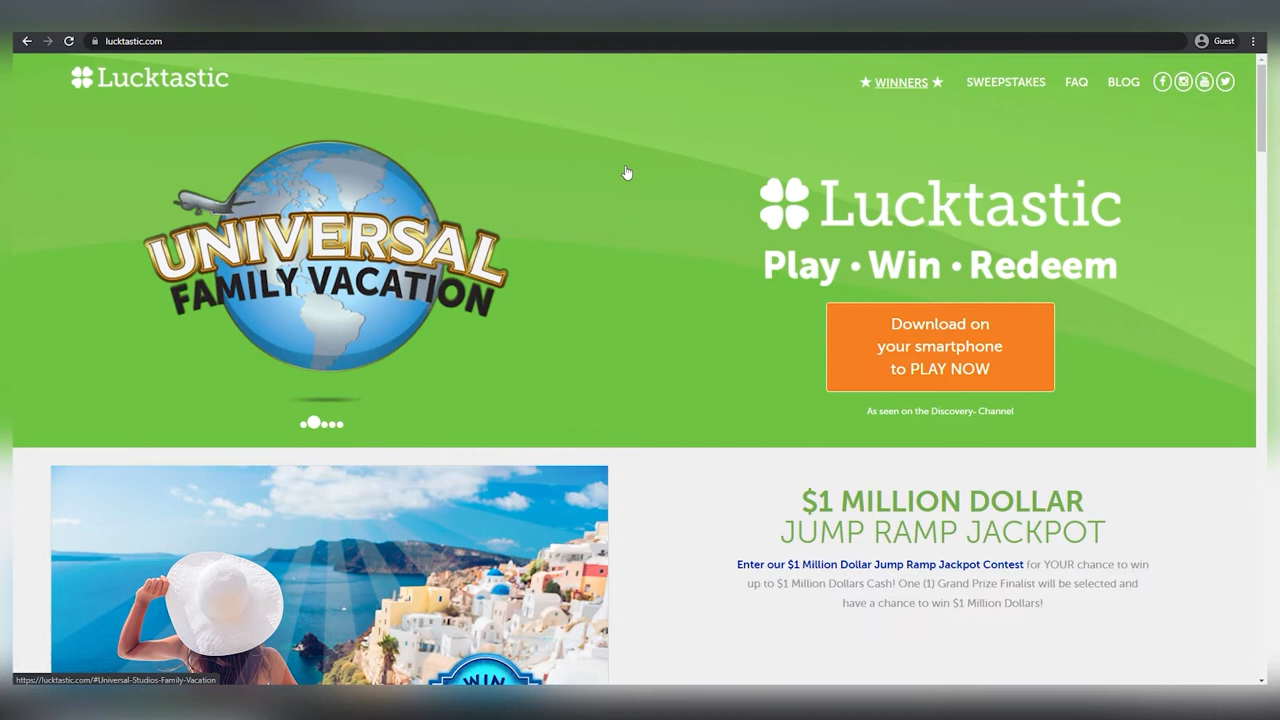 lucktastic.com
Guest
Lucktastic
★ WINNERS ★ SWEEPSTAKES FAQ BLOG
UNIVERSAL
FAMILY VACATION
Lucktastic
Play • Win • Redeem
Download on
your smartphone
to PLAY NOW
As seen on the Discovery- Channel
$1 MILLION DOLLAR
JUMP RAMP JACKPOT
Enter our $1 Million Dollar Jump Ramp Jackpot Contest for YOUR chance to win
up to $1 Million Dollars Cash! One (1) Grand Prize Finalist will be selected and
have a chance to win $1 Million Dollars!
WIN
https://lucktastic.com/#Universal-Studios-Family-Vacation